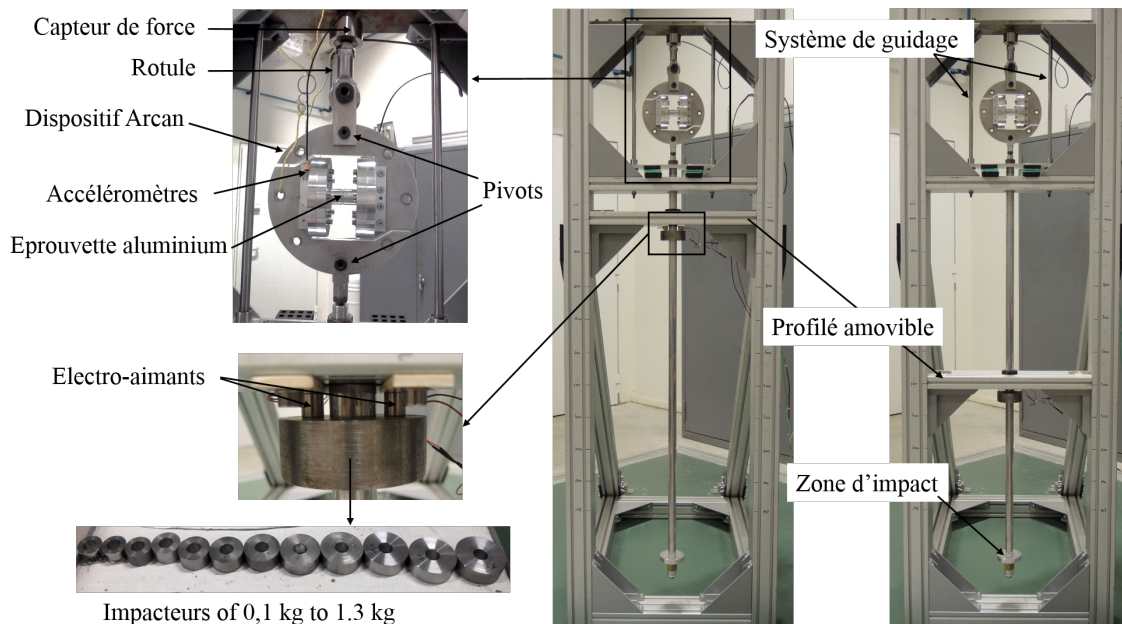 Capteur de force
Rotule
Dispositif Arcan
Accéléromètres
Eprouvette aluminium
Pivots
Electro-aimants
Impacteurs of 0,1 kg to 1.3 kg
Système de guidage
Profilé amovible
Zone d’impact